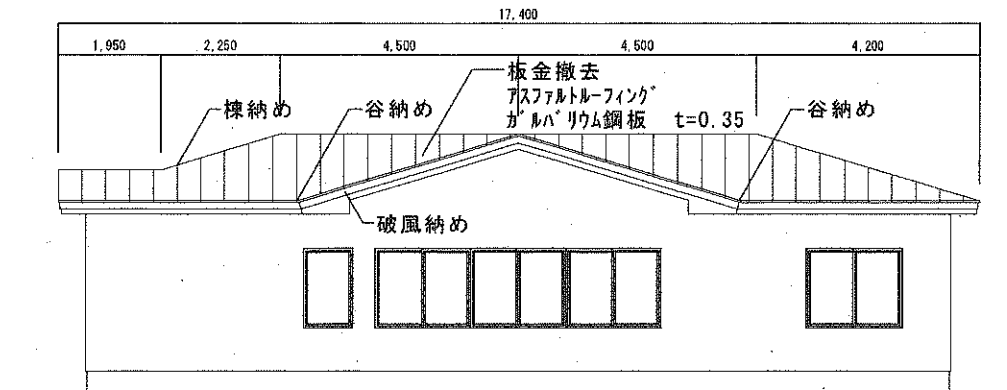 17,400
1,950 2,250 4,500 4,500 4,200
板金撤去
アスファルトルーフィング
ガルバリウム鋼板 t=0.35
棟納め
谷納め
谷納め
破風納め